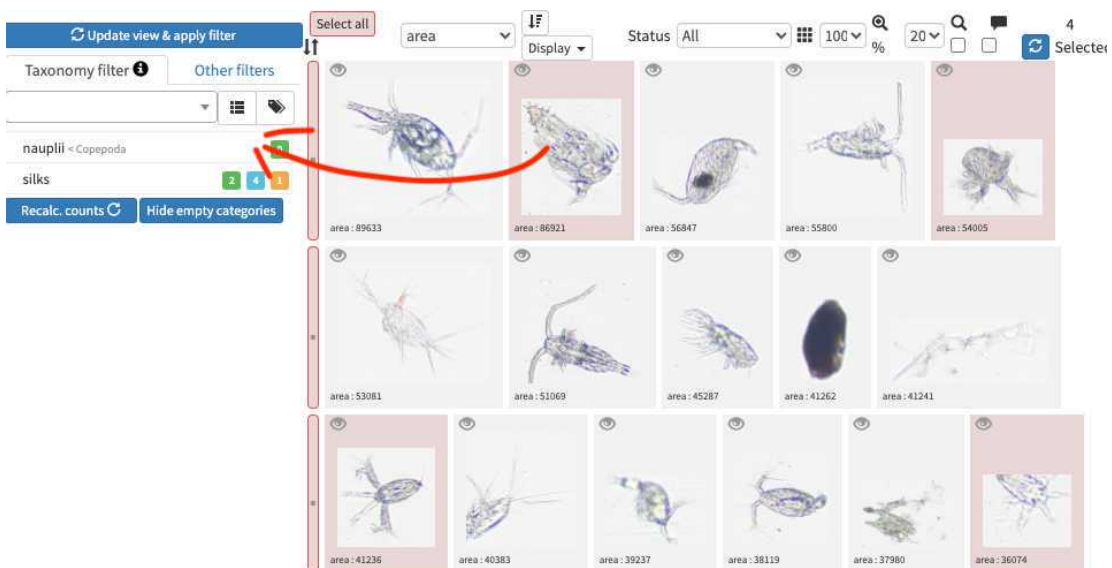 Update view & apply filter
Taxonomy filter
Other filters
nauplii < Copepoda
silks 2 4 1
Recalc. counts
Hide empty categories
Select all
area
Display
Status All
100
%
20
4
Selected
area : 89633
area : 86921
area : 56847
area : 55800
area : 54005
area : 53081
area : 51069
area : 45287
area : 41262
area : 41241
area : 41236
area : 40383
area : 39237
area : 38119
area : 37980
area : 36074